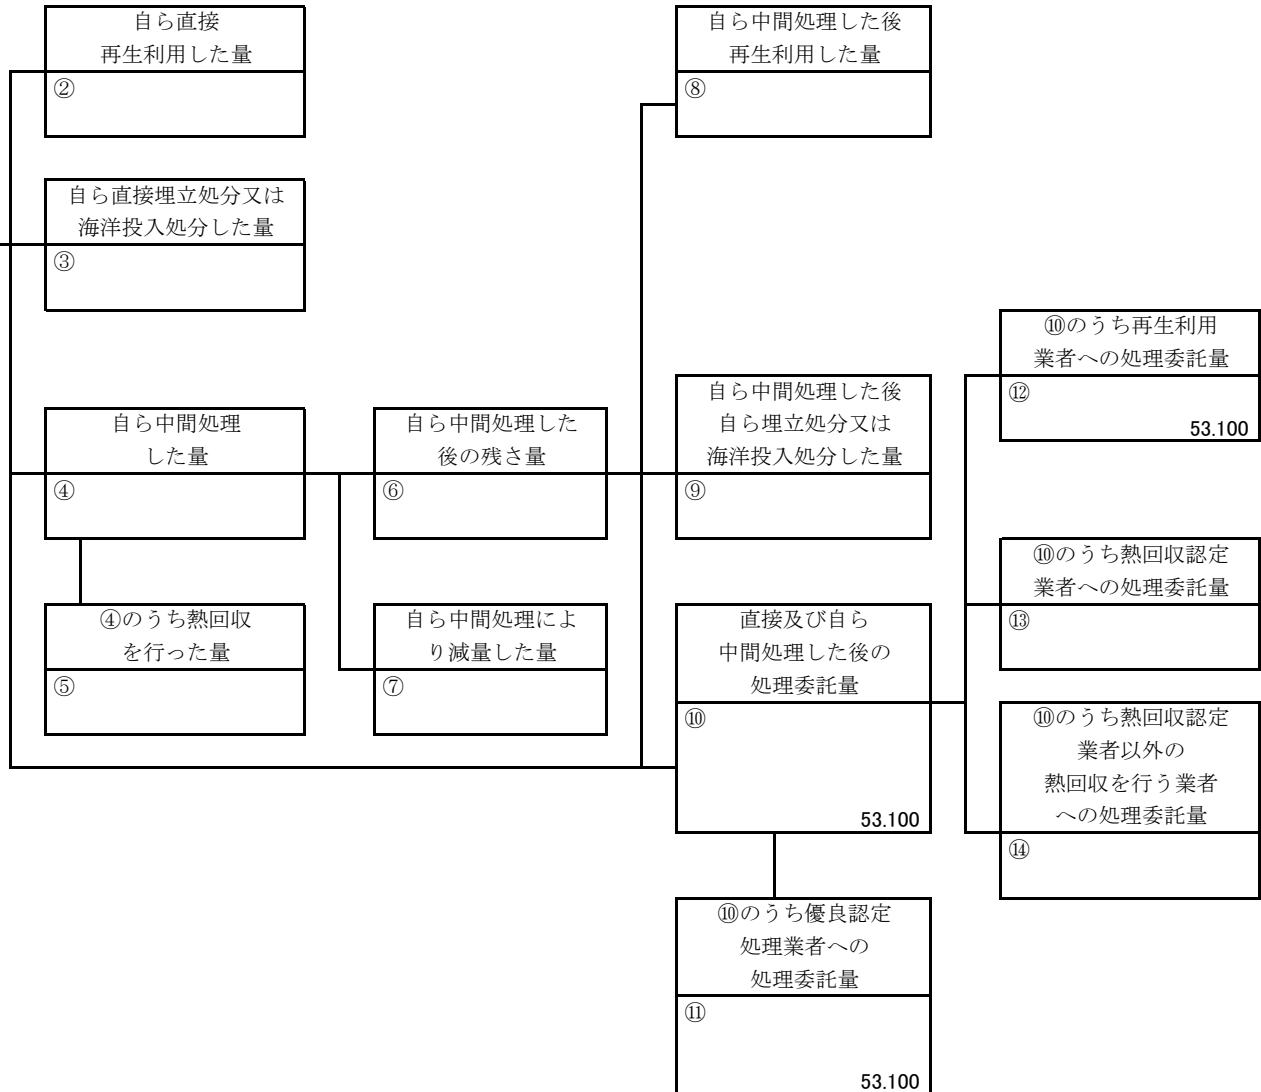 自ら直接
再生利用した量
②
自ら中間処理した後
再生利用した量
⑧
自ら直接埋立処分又は
海洋投入処分した量
③
⑩のうち再生利用
業者への処理委託量
⑫
53.100
自ら中間処理
した量
④
自ら中間処理した
後の残さ量
⑥
自ら中間処理した後
自ら埋立処分又は
海洋投入処分した量
⑨
⑩のうち熱回収認定
業者への処理委託量
⑬
④のうち熱回収
を行った量
⑤
自ら中間処理によ
り減量した量
⑦
直接及び自ら
中間処理した後の
処理委託量
⑩
53.100
⑩のうち熱回収認定
業者以外の
熱回収を行う業者
への処理委託量
⑭
⑩のうち優良認定
処理業者への
処理委託量
⑪
53.100